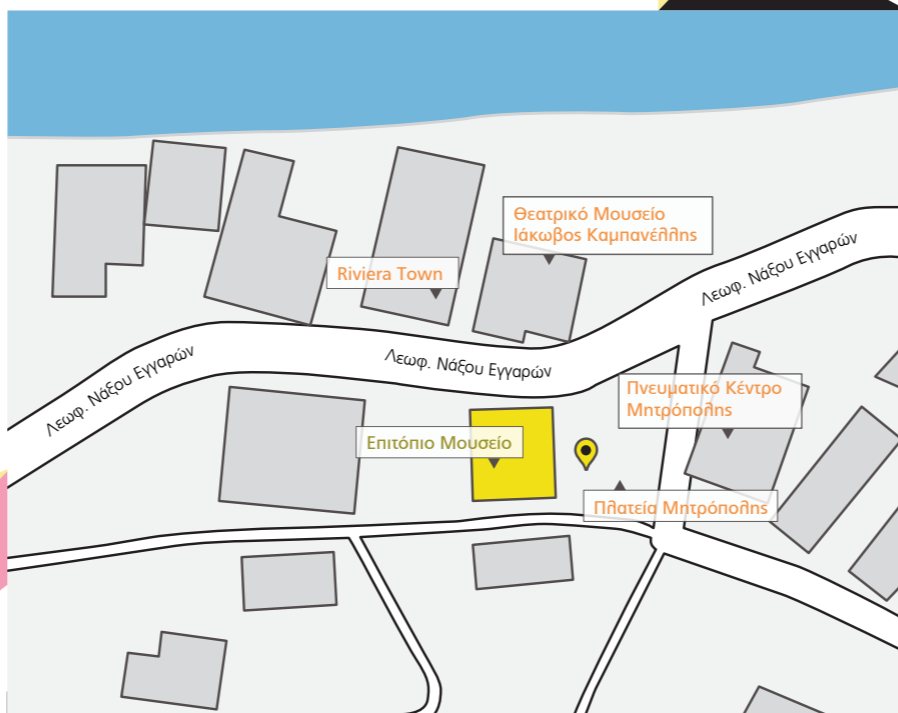 Θεατρικό Μουσείο
Ιάκωβος Καμπανέλλης
Riviera Town
Λεωφ. Νάξου Εγγαρών
Λεωφ. Νάξου Εγγαρών
Λεωφ. Νάξου Εγγαρών
Πνευματικό Κέντρο
Μητρόπολης
Επιτόπιο Μουσείο
Πλατεία Μητρόπολης